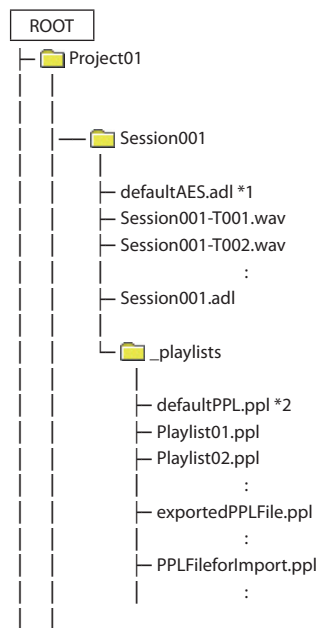 ROOT
Project01
Session001
defaultAES.adl *1
Session001-T001.wav
Session001-T002.wav
:
Session001.adl
_playlists
defaultPPL.ppl *2
Playlist01.ppl
Playlist02.ppl
:
exportedPPLFile.ppl
:
PPLFileforImport.ppl
: